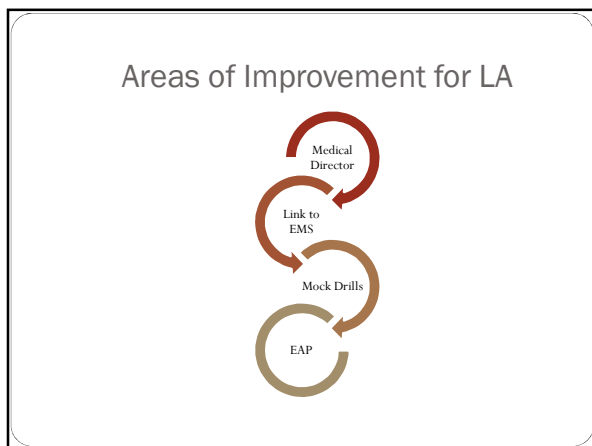 Areas of Improvement for LA
Medical
Director
Link to
EMS
Mock Drills
EAP